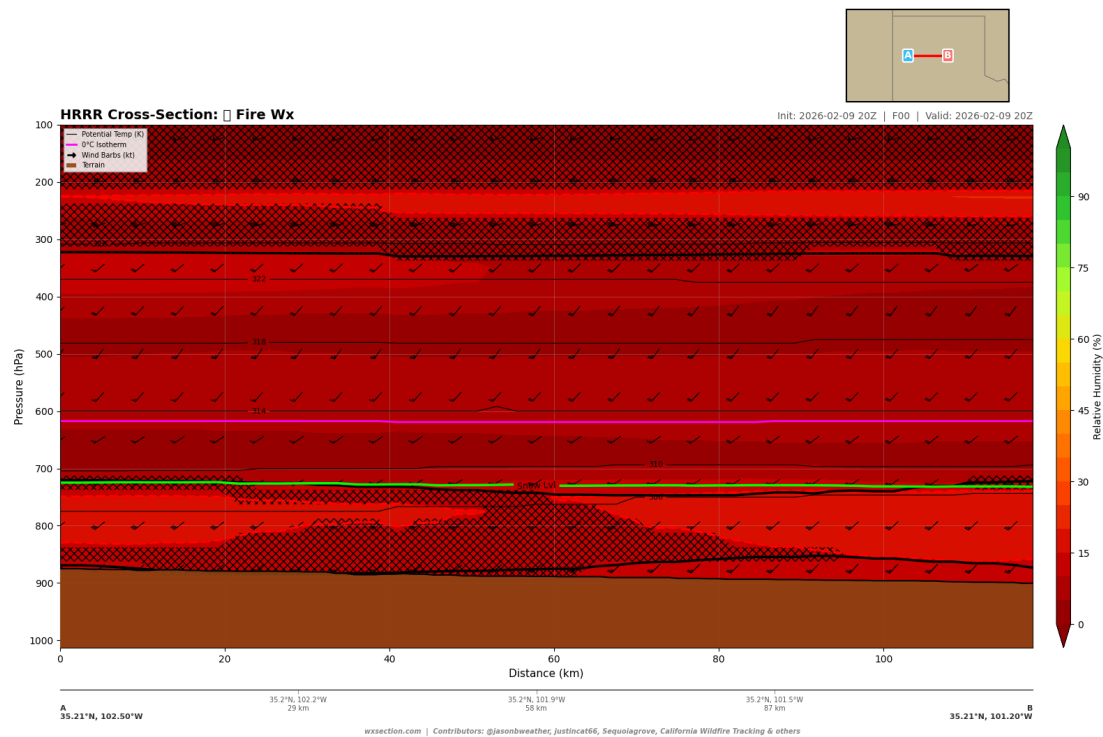 A B
HRRR Cross-Section: Fire Wx
Init: 2026-02-09 20Z | F00 | Valid: 2026-02-09 20Z
Potential Temp (K)
0°C Isotherm
Wind Barbs (kt)
Terrain
100
200
300
400
500
600
700
800
900
1000
Pressure (hPa)
322
318
314
310
Snow Lvl
0 20 40 60 80 100
Distance (km)
90
75
60
45
30
15
0
Relative Humidity (%)
35.2°N, 102.2°W 35.2°N, 101.9°W 35.2°N, 101.5°W
29 km 58 km 87 km
A B
35.21°N, 102.50°W 35.21°N, 101.20°W
wxsection.com | Contributors: @jasonbweather, justincat66, Sequoiagrove, California Wildfire Tracking & others